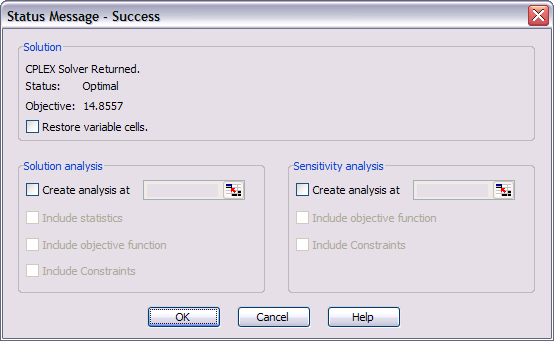 Status Message - Success
Solution
CPLEX Solver Returned.
Status: Optimal
Objective: 14.8557
Restore variable cells.
Solution analysis
Create analysis at
Include statistics
Include objective function
Include Constraints
Sensitivity analysis
Create analysis at
Include objective function
Include Constraints
OK
Cancel
Help